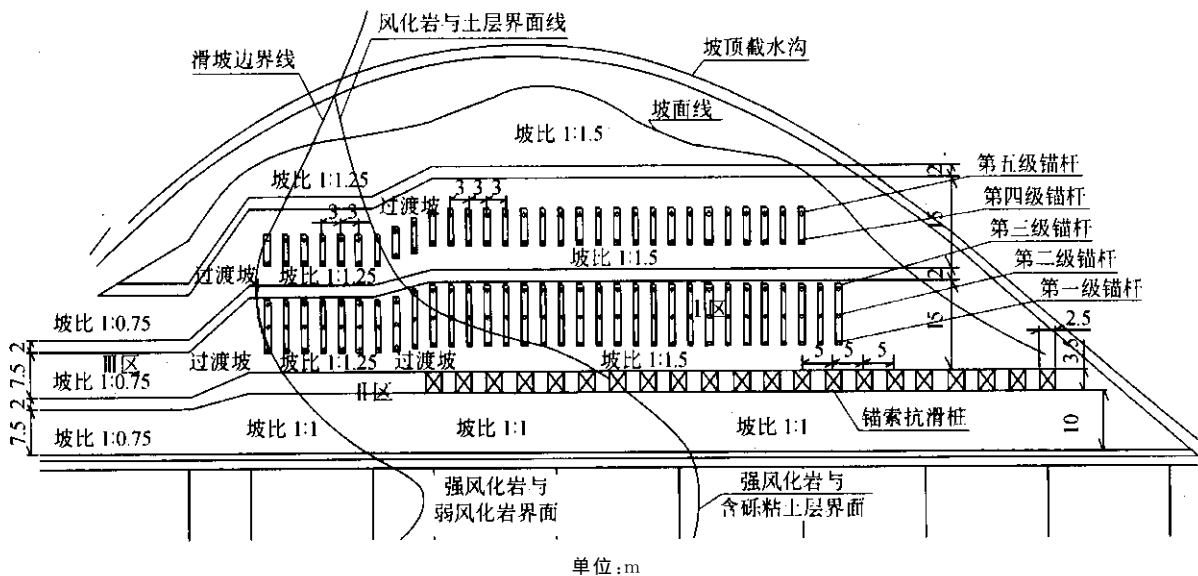 风化岩与土层界面线
滑坡边界线
坡顶截水沟
坡面线
坡比 1:1.5
坡比 1:1.25
2
第五级锚杆
3 3 3
过渡坡
第四级锚杆
3 3
15
第三级锚杆
过渡坡
坡比 1:1.25
坡比 1:1.5
2
第二级锚杆
I区
第一级锚杆
坡比 1:0.75
2
15
2.5
III区
过渡坡
坡比 1:1.25
过渡坡
坡比 1:1.5
5 5 5
3.5
7.5
坡比 1:0.75
II区
2
锚索抗滑桩
10
7.5
坡比 1:0.75
坡比 1:1
坡比 1:1
坡比 1:1
强风化岩与
弱风化岩界面
强风化岩与
含砾粘土层界面
单位:m